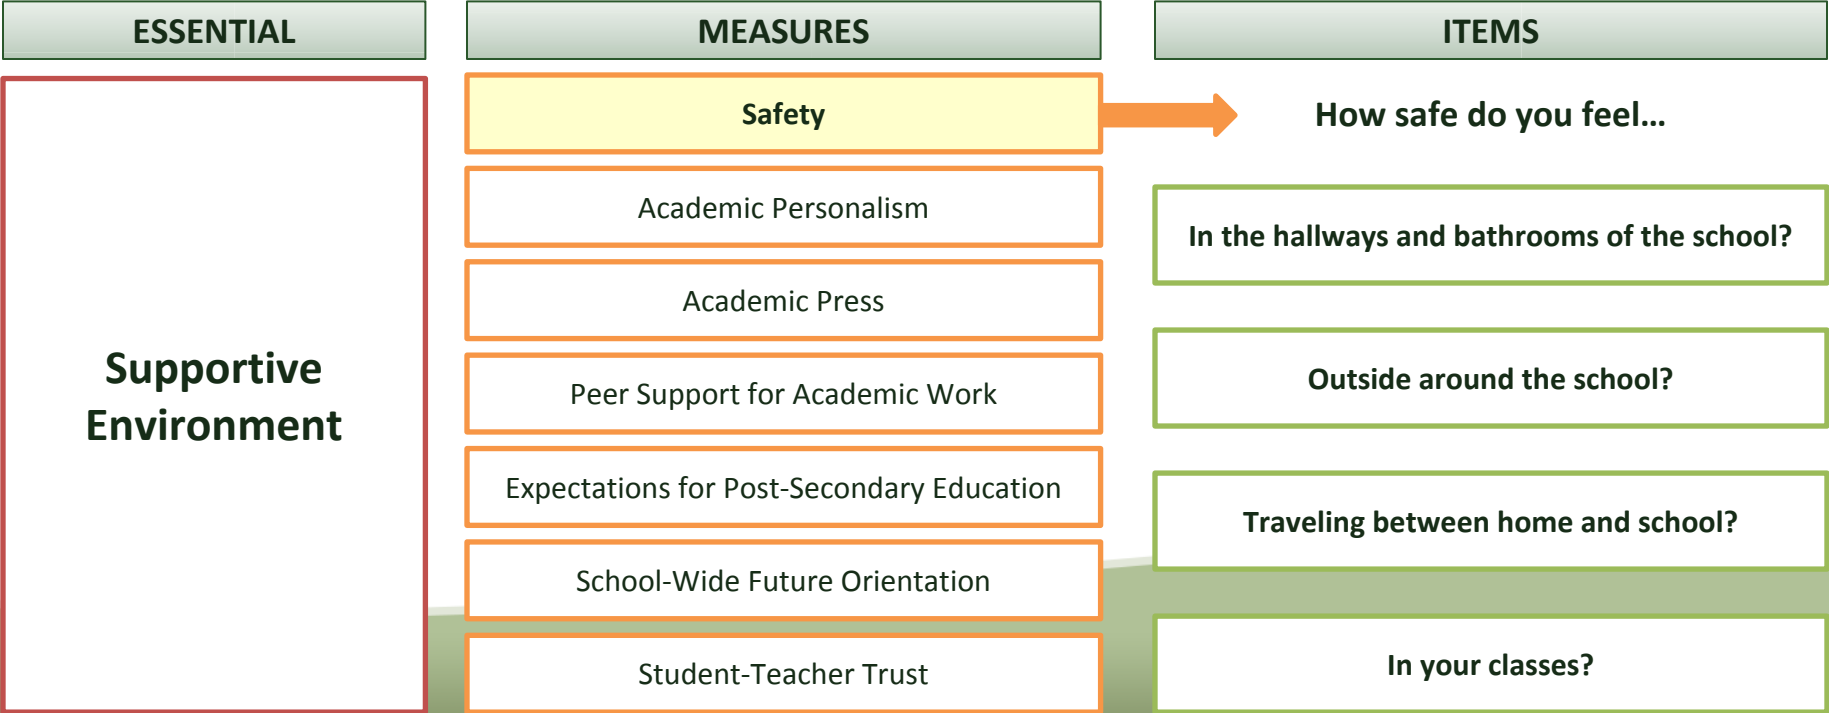 ESSENTIAL
MEASURES
ITEMS
Supportive
Environment
Safety
Academic Personalism
Academic Press
Peer Support for Academic Work
Expectations for Post-Secondary Education
School-Wide Future Orientation
Student-Teacher Trust
How safe do you feel…
In the hallways and bathrooms of the school?
Outside around the school?
Traveling between home and school?
In your classes?